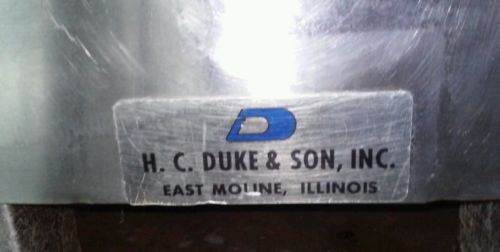 H. C. DUKE & SON, INC.
EAST MOLINE, ILLINOIS